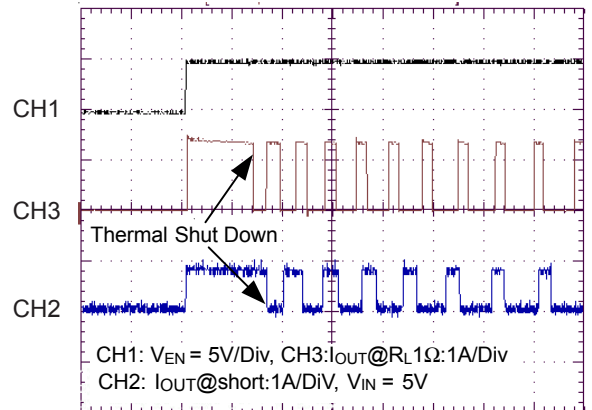 CH1
CH3
Thermal Shut Down
CH2
CH1: VEN = 5V/Div, CH3:IOUT@RL1Ω:1A/Div
CH2: IOUT@short:1A/DiV, VIN = 5V